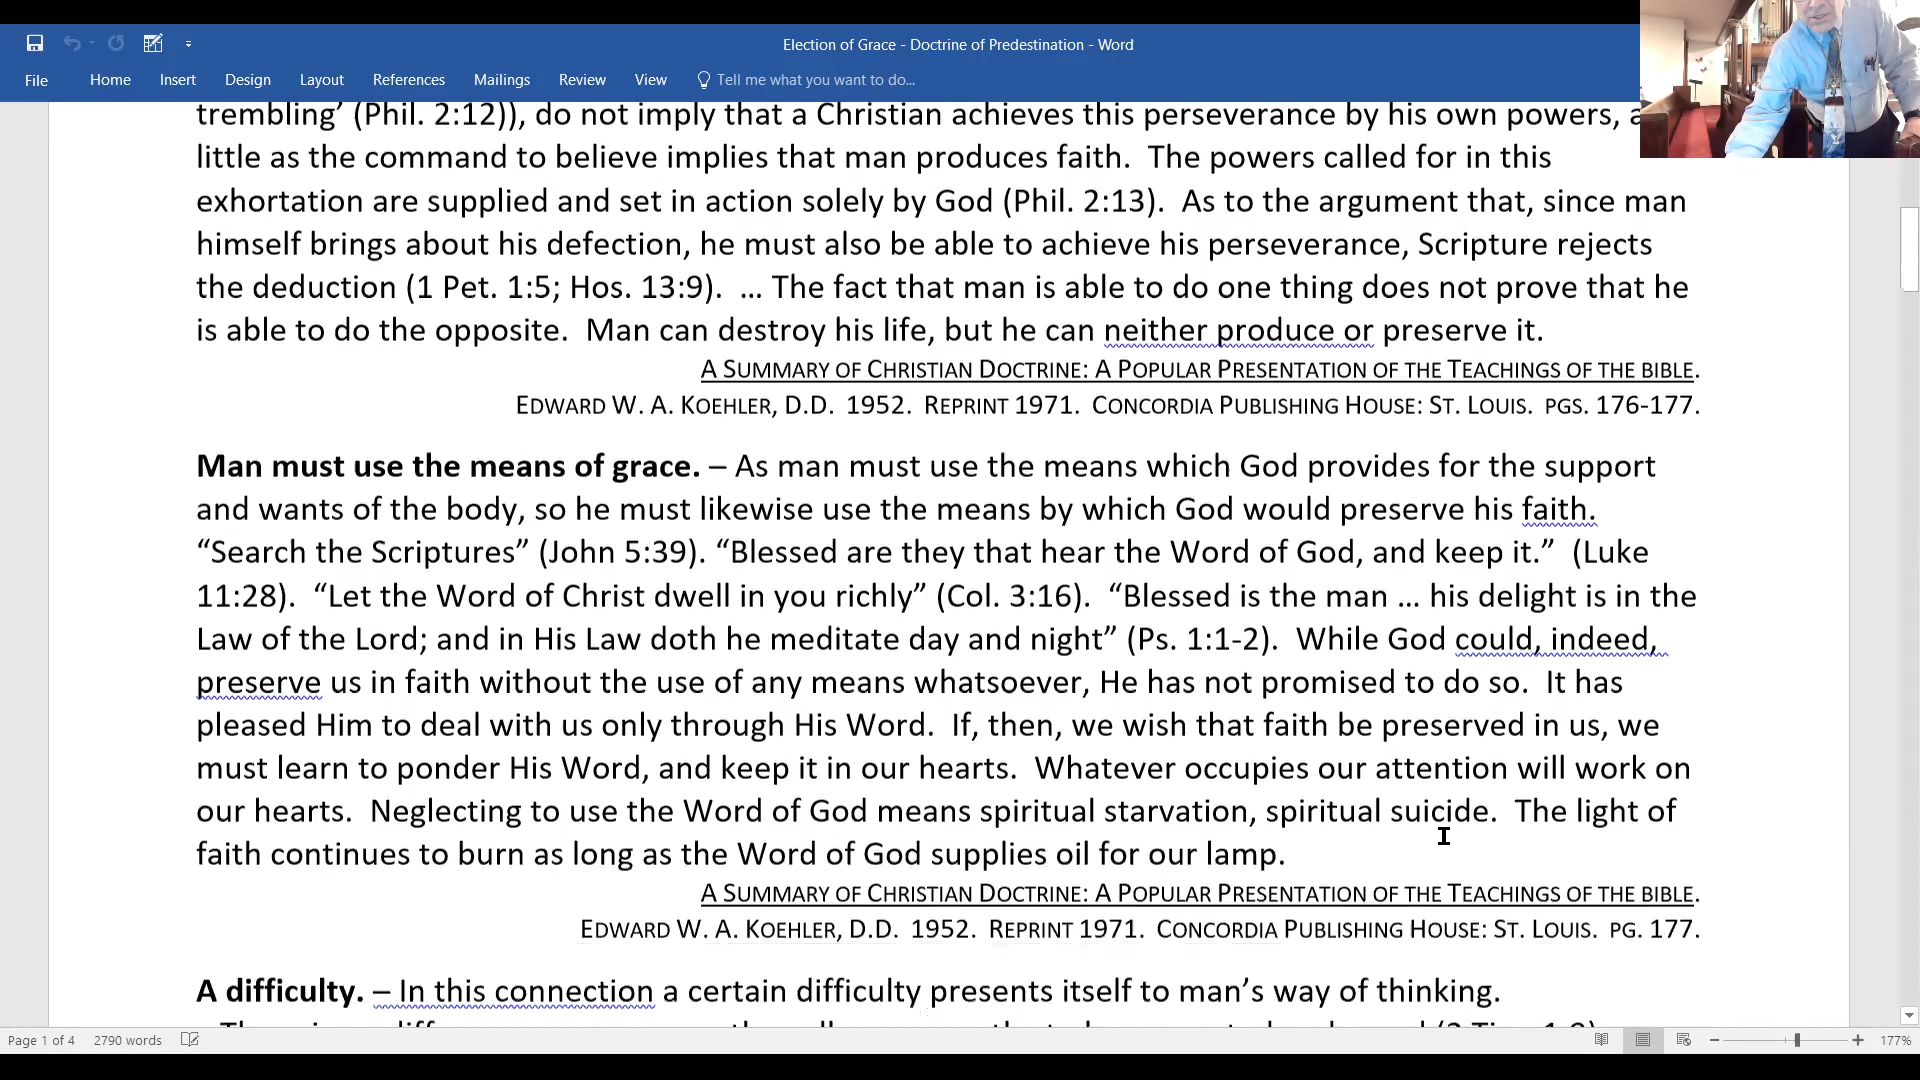 Election of Grace - Doctrine of Predestination - Word
File Home Insert Design Layout References Mailings Review View Tell me what you want to do...
trembling’ (Phil. 2:12)), do not imply that a Christian achieves this perseverance by his own powers,
little as the command to believe implies that man produces faith.  The powers called for in this
exhortation are supplied and set in action solely by God (Phil. 2:13).  As to the argument that, since man
himself brings about his defection, he must also be able to achieve his perseverance, Scripture rejects
the deduction (1 Pet. 1:5; Hos. 13:9).  … The fact that man is able to do one thing does not prove that he
is able to do the opposite.  Man can destroy his life, but he can neither produce or preserve it.
A SUMMARY OF CHRISTIAN DOCTRINE: A POPULAR PRESENTATION OF THE TEACHINGS OF THE BIBLE.
EDWARD W. A. KOEHLER, D.D.  1952.  REPRINT 1971.  CONCORDIA PUBLISHING HOUSE: ST. LOUIS.  PGS. 176-177.
Man must use the means of grace. – As man must use the means which God provides for the support
and wants of the body, so he must likewise use the means by which God would preserve his faith.
“Search the Scriptures” (John 5:39). “Blessed are they that hear the Word of God, and keep it.”  (Luke
11:28).  “Let the Word of Christ dwell in you richly” (Col. 3:16).  “Blessed is the man … his delight is in the
Law of the Lord; and in His Law doth he meditate day and night” (Ps. 1:1-2).  While God could, indeed,
preserve us in faith without the use of any means whatsoever, He has not promised to do so.  It has
pleased Him to deal with us only through His Word.  If, then, we wish that faith be preserved in us, we
must learn to ponder His Word, and keep it in our hearts.  Whatever occupies our attention will work on
our hearts.  Neglecting to use the Word of God means spiritual starvation, spiritual suicide.  The light of
faith continues to burn as long as the Word of God supplies oil for our lamp.
A SUMMARY OF CHRISTIAN DOCTRINE: A POPULAR PRESENTATION OF THE TEACHINGS OF THE BIBLE.
EDWARD W. A. KOEHLER, D.D.  1952.  REPRINT 1971.  CONCORDIA PUBLISHING HOUSE: ST. LOUIS.  PG. 177.
A difficulty. – In this connection a certain difficulty presents itself to man’s way of thinking.
Page 1 of 4 2790 words 177%